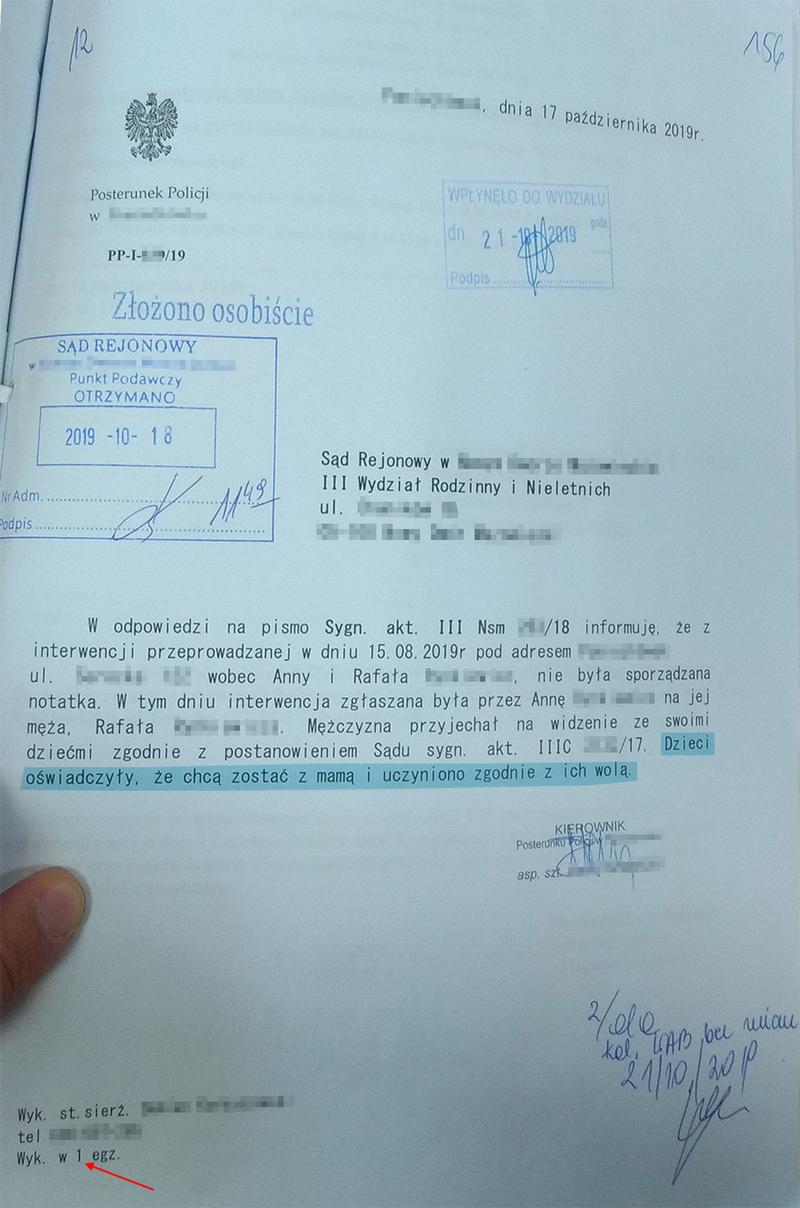 12
156
, dnia 17 października 2019r.
Posterunek Policji
w
PP-I- /19
WPŁYNĘŁO DO WYDZIAŁU
dn 21 -10- 2019 godz.
Podpis
Złożono osobiście
SĄD REJONOWY
w
Punkt Podawczy
OTRZYMANO
2019 -10- 18
Nr Adm.
1149
Podpis
Sąd Rejonowy w
III Wydział Rodzinny i Nieletnich
ul.
W odpowiedzi na pismo Sygn. akt. III Nsm /18 informuję, że z
interwencji przeprowadzanej w dniu 15.08.2019r pod adresem
ul. wobec Anny i Rafała , nie była sporządzana
notatka. W tym dniu interwencja zgłaszana była przez Annę na jej
męża, Rafała . Mężczyzna przyjechał na widzenie ze swoimi
dziećmi zgodnie z postanowieniem Sądu sygn. akt. IIIC /17. Dzieci
oświadczyły, że chcą zostać z mamą i uczyniono zgodnie z ich wolą.
KIEROWNIK
Posterunku Policji w
asp. szt.
2/
21/10/2019
Wyk. st.sierż.
tel
Wyk. w 1 egz.